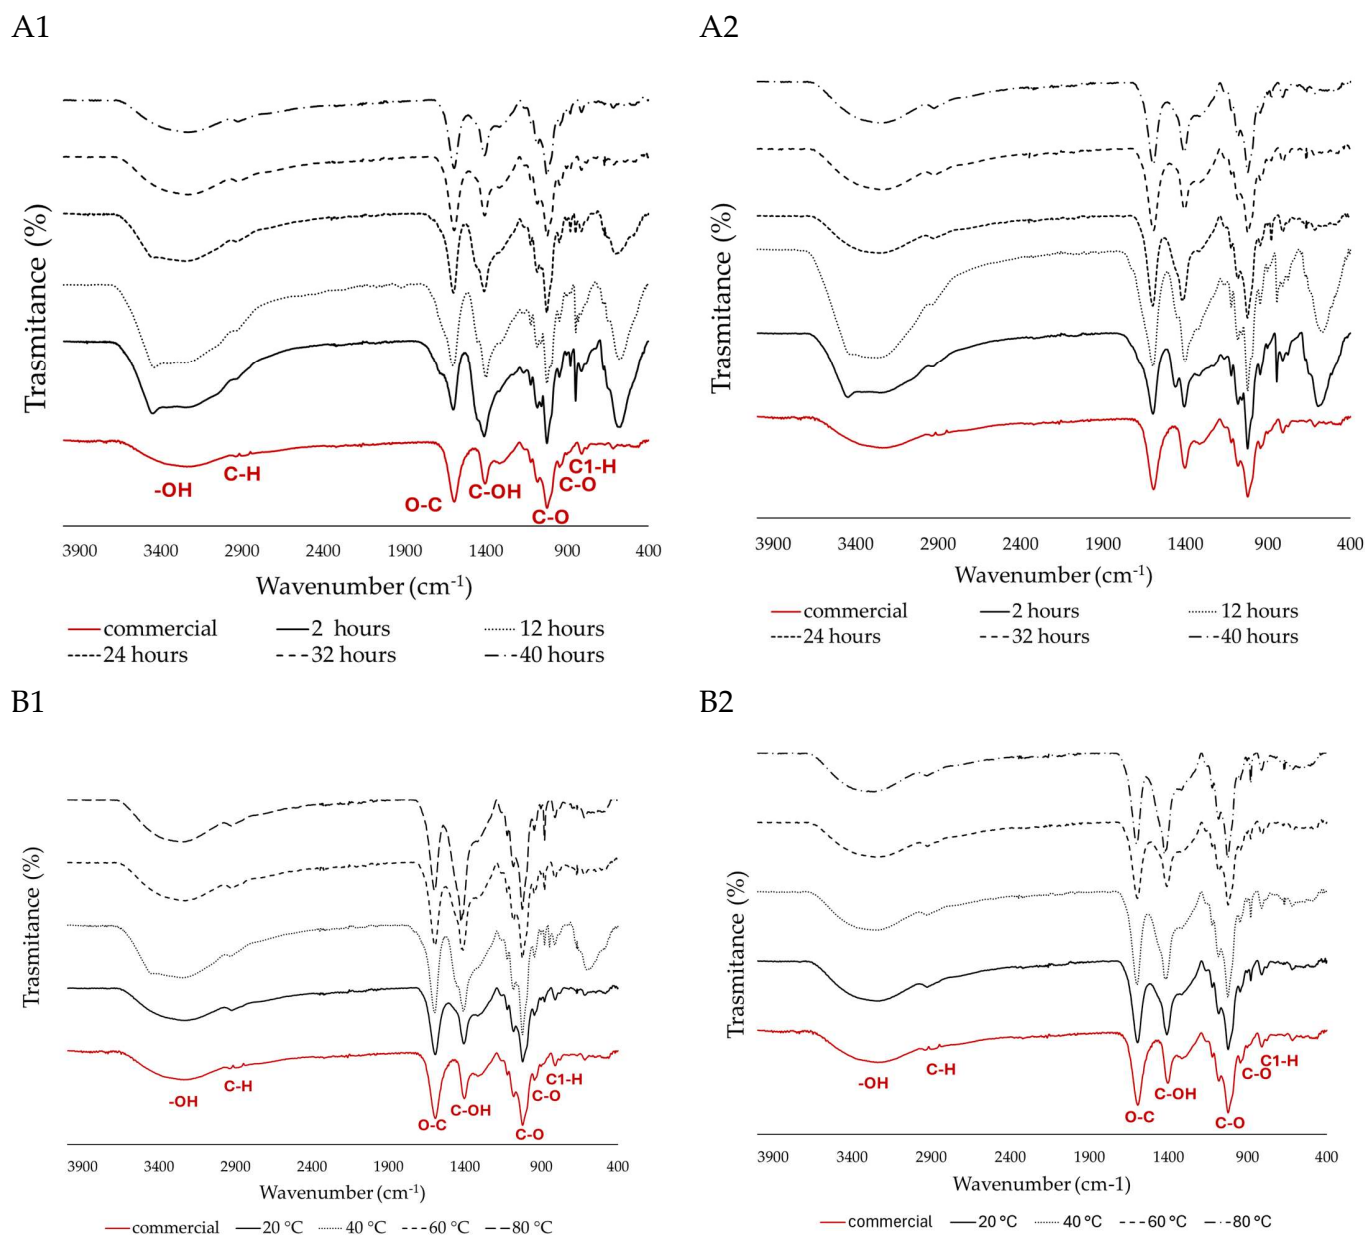 A1
Trasmitance (%)
-OH
C-H
O-C
C-OH
C-O
C-O
C1-H
3900 3400 2900 2400 1900 1400 900 400
Wavenumber (cm-1)
commercial 2 hours 12 hours
24 hours 32 hours 40 hours
A2
Trasmitance (%)
3900 3400 2900 2400 1900 1400 900 400
Wavenumber (cm-1)
commercial 2 hours 12 hours
24 hours 32 hours 40 hours
B1
Trasmitance (%)
-OH
C-H
O-C
C-OH
C-O
C-O
C1-H
3900 3400 2900 2400 1900 1400 900 400
Wavenumber (cm-1)
commercial 20 °C 40 °C 60 °C 80 °C
B2
Trasmitance (%)
-OH
C-H
O-C
C-OH
C-O
C-O
C1-H
3900 3400 2900 2400 1900 1400 900 400
Wavenumber (cm-1)
commercial 20 °C 40 °C 60 °C 80 °C